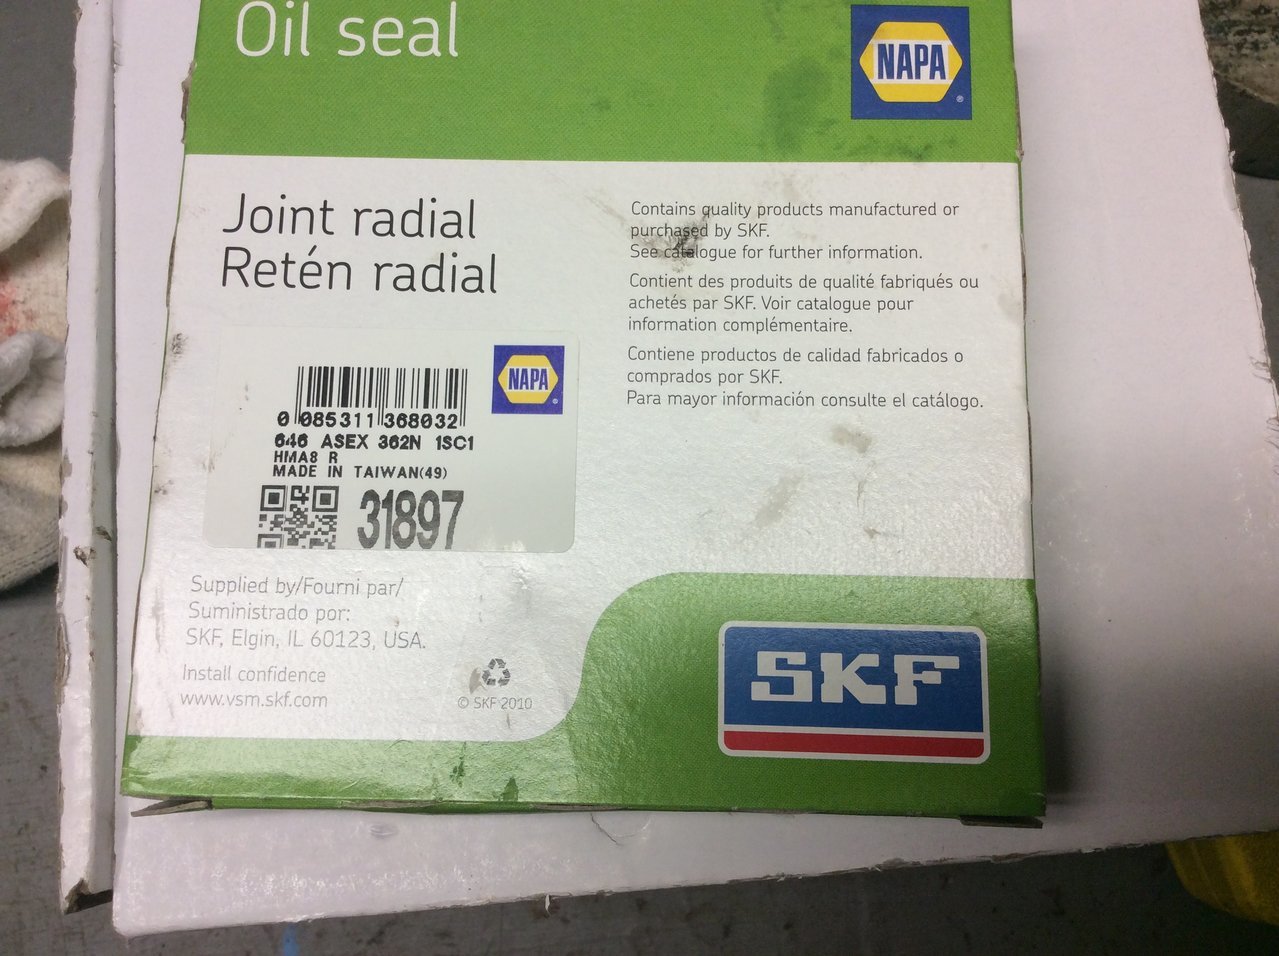 Oil seal
NAPA
Joint radial
Retén radial
Contains quality products manufactured or
purchased by SKF.
See catalogue for further information.
Contient des produits de qualité fabriqués ou
achetés par SKF. Voir catalogue pour
information complémentaire.
Contiene productos de calidad fabricados o
comprados por SKF.
Para mayor información consulte el catálogo.
NAPA
0 085311 368032
646 ASEX 362N 1SC1
HMA8 R
MADE IN TAIWAN(49)
31897
Supplied by/Fourni par/
Suministrado por:
SKF, Elgin, IL 60123, USA.
Install confidence
www.vsm.skf.com
© SKF 2010
SKF